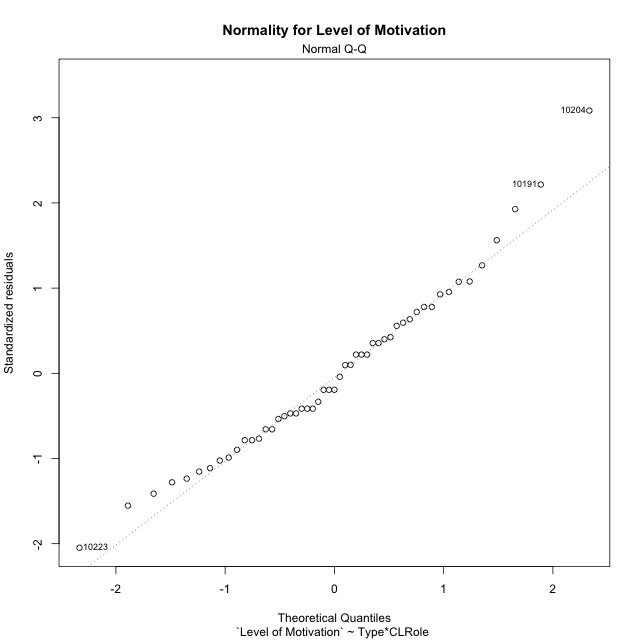 Normality for Level of Motivation
Normal Q-Q
10204
10191
10223
Standardized residuals
3
2
1
0
-1
-2
-2
-1
0
1
2
Theoretical Quantiles
`Level of Motivation` ~ Type*CLRole